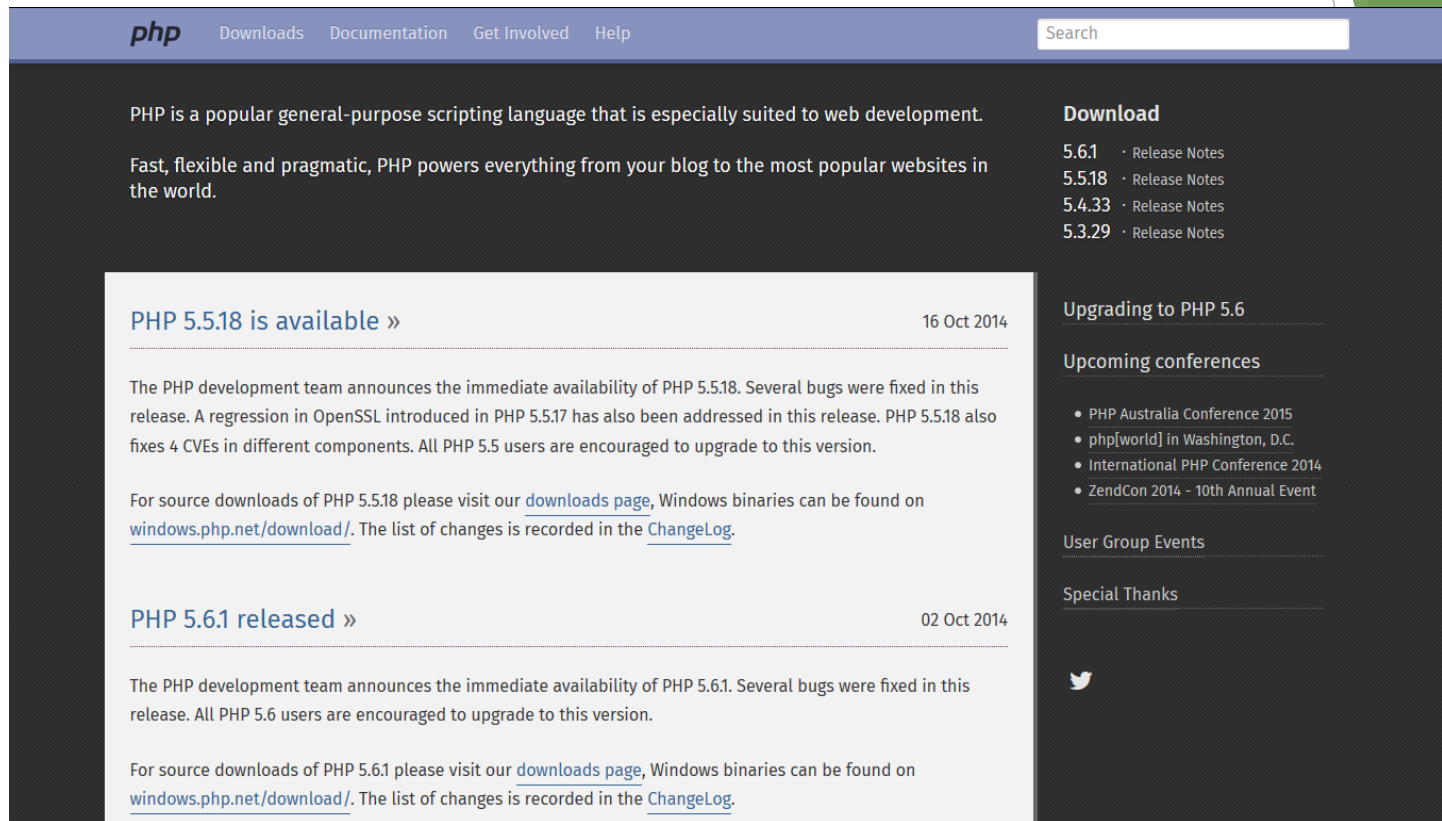 php Downloads Documentation Get Involved Help Search
PHP is a popular general-purpose scripting language that is especially suited to web development.
Fast, flexible and pragmatic, PHP powers everything from your blog to the most popular websites in
the world.
Download
5.6.1 · Release Notes
5.5.18 · Release Notes
5.4.33 · Release Notes
5.3.29 · Release Notes
PHP 5.5.18 is available » 16 Oct 2014
The PHP development team announces the immediate availability of PHP 5.5.18. Several bugs were fixed in this
release. A regression in OpenSSL introduced in PHP 5.5.17 has also been addressed in this release. PHP 5.5.18 also
fixes 4 CVEs in different components. All PHP 5.5 users are encouraged to upgrade to this version.
For source downloads of PHP 5.5.18 please visit our downloads page, Windows binaries can be found on
windows.php.net/download/. The list of changes is recorded in the ChangeLog.
PHP 5.6.1 released » 02 Oct 2014
The PHP development team announces the immediate availability of PHP 5.6.1. Several bugs were fixed in this
release. All PHP 5.6 users are encouraged to upgrade to this version.
For source downloads of PHP 5.6.1 please visit our downloads page, Windows binaries can be found on
windows.php.net/download/. The list of changes is recorded in the ChangeLog.
Upgrading to PHP 5.6
Upcoming conferences
• PHP Australia Conference 2015
• php[world] in Washington, D.C.
• International PHP Conference 2014
• ZendCon 2014 - 10th Annual Event
User Group Events
Special Thanks